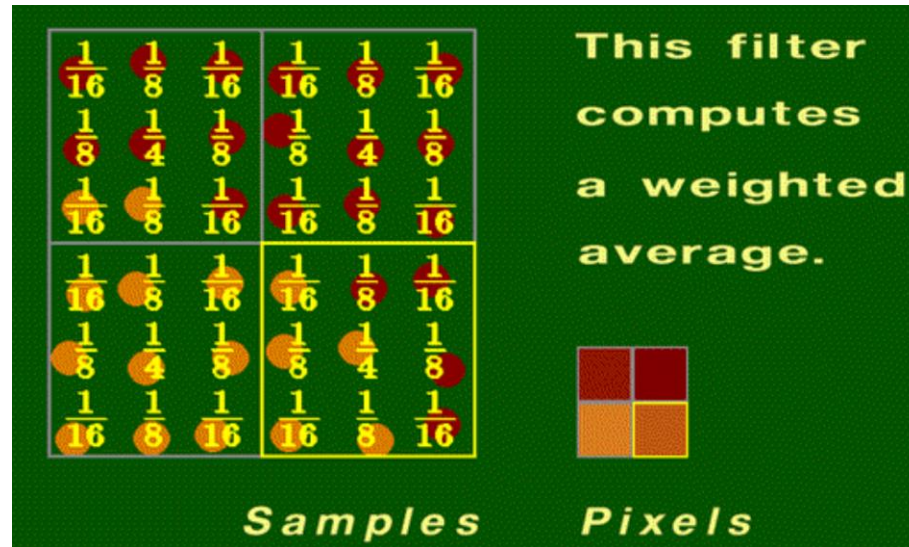 1/16 1/8 1/16 1/16 1/8 1/16
1/8 1/4 1/8 1/8 1/4 1/8
1/16 1/8 1/16 1/16 1/8 1/16
1/16 1/8 1/16 1/16 1/8 1/16
1/8 1/4 1/8 1/8 1/4 1/8
1/16 1/8 1/16 1/16 1/8 1/16
This filter
computes
a weighted
average.
Samples
Pixels